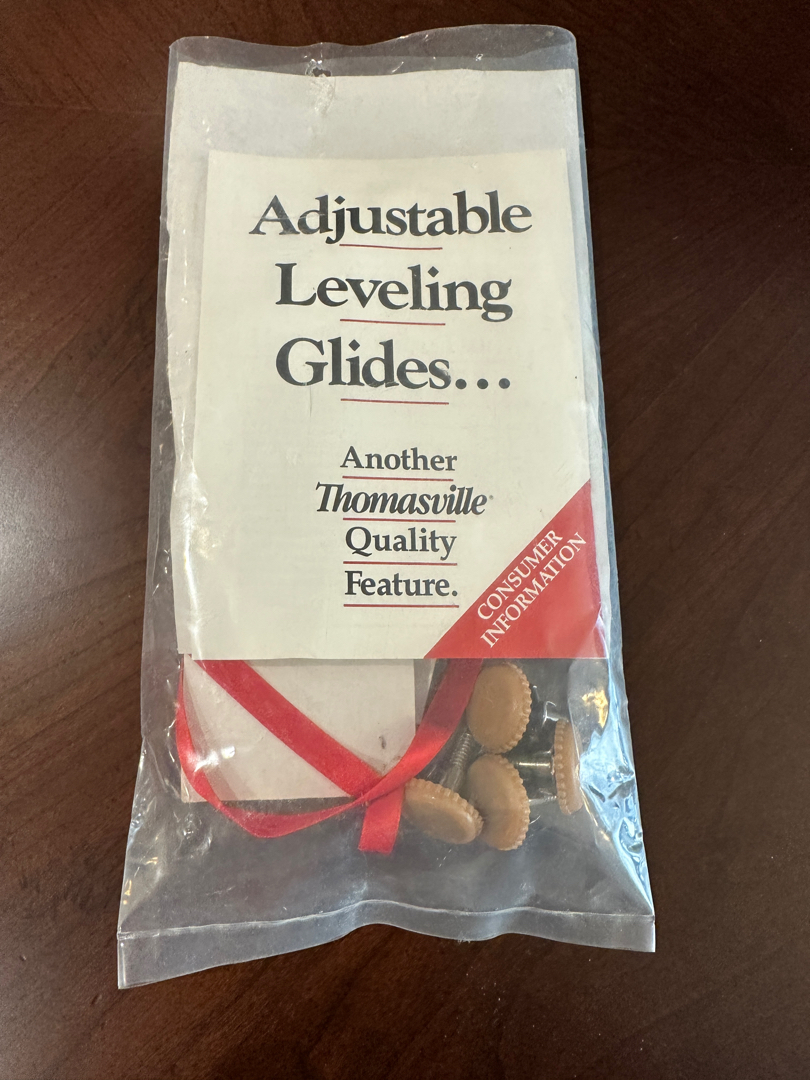 Adjustable
Leveling
Glides...
Another
Thomasville®
Quality
Feature.
CONSUMER
INFORMATION